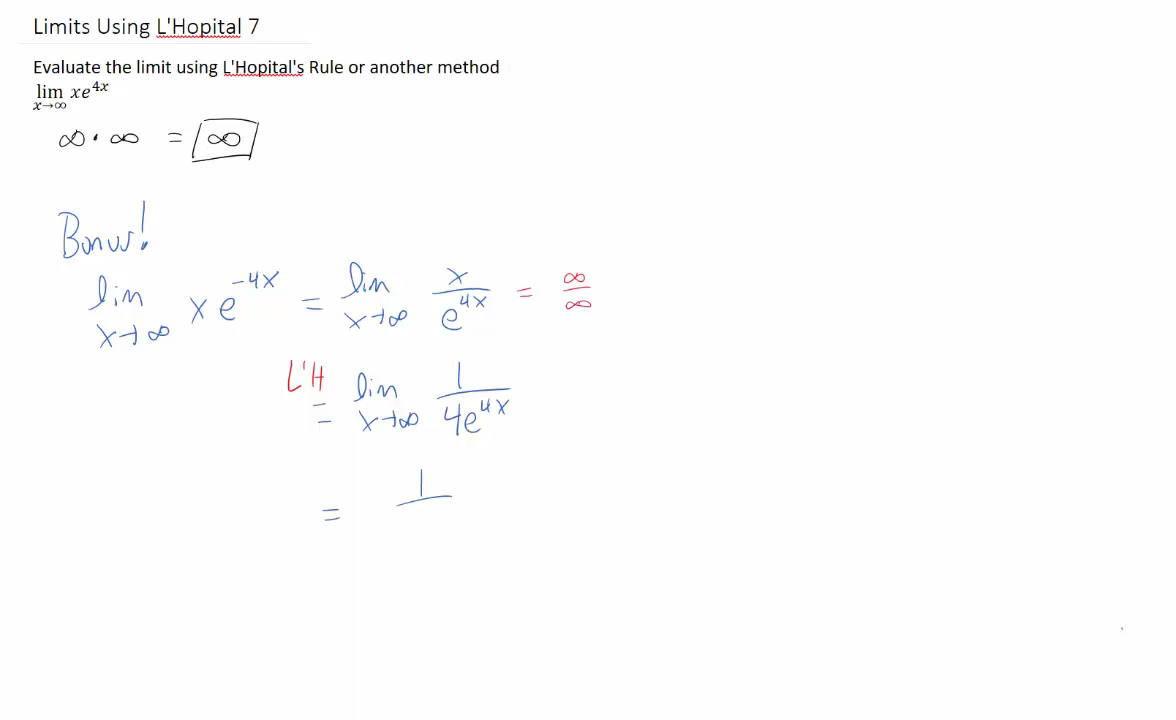 Limits Using L'Hopital 7
Evaluate the limit using L'Hopital's Rule or another method
lim x→∞ xe^{4x}
∞ · ∞ = ∞
Bonus!
lim x→∞ x e^{-4x} = lim x→∞ x/e^{4x} = ∞/∞
L'H = lim x→∞ 1/4e^{4x}
= 1/